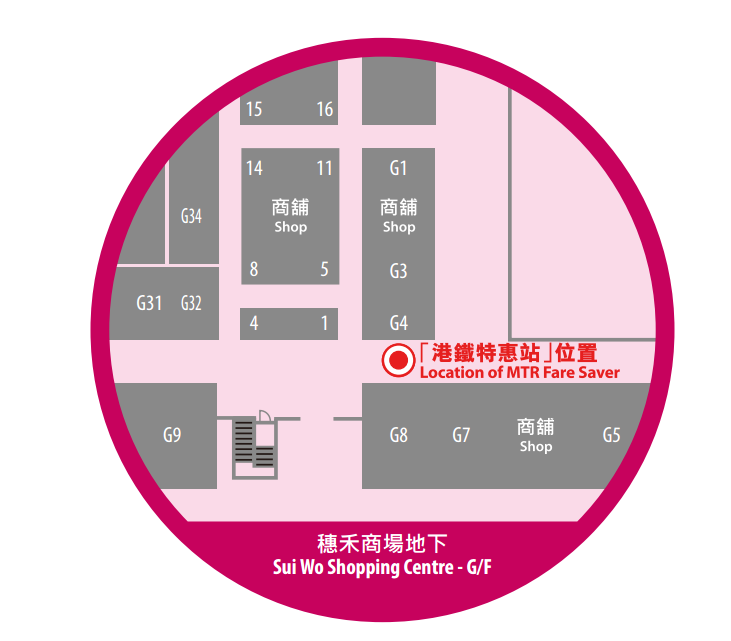 15 16
14 11
G1
商舖
Shop
商舖
Shop
G34
8 5
G3
G31 G32
4 1
G4
「港鐵特惠站」位置
Location of MTR Fare Saver
G9
G8 G7
商舖
Shop
G5
穗禾商場地下
Sui Wo Shopping Centre - G/F